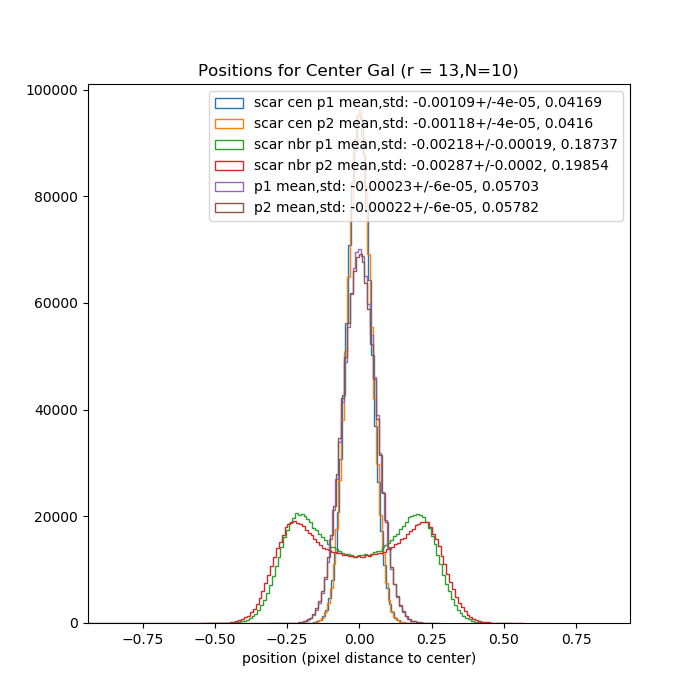 Positions for Center Gal (r = 13,N=10)
100000
80000
60000
40000
20000
0
scar cen p1 mean,std: -0.00109+/-4e-05, 0.04169
scar cen p2 mean,std: -0.00118+/-4e-05, 0.0416
scar nbr p1 mean,std: -0.00218+/-0.00019, 0.18737
scar nbr p2 mean,std: -0.00287+/-0.0002, 0.19854
p1 mean,std: -0.00023+/-6e-05, 0.05703
p2 mean,std: -0.00022+/-6e-05, 0.05782
−0.75 −0.50 −0.25 0.00 0.25 0.50 0.75
position (pixel distance to center)